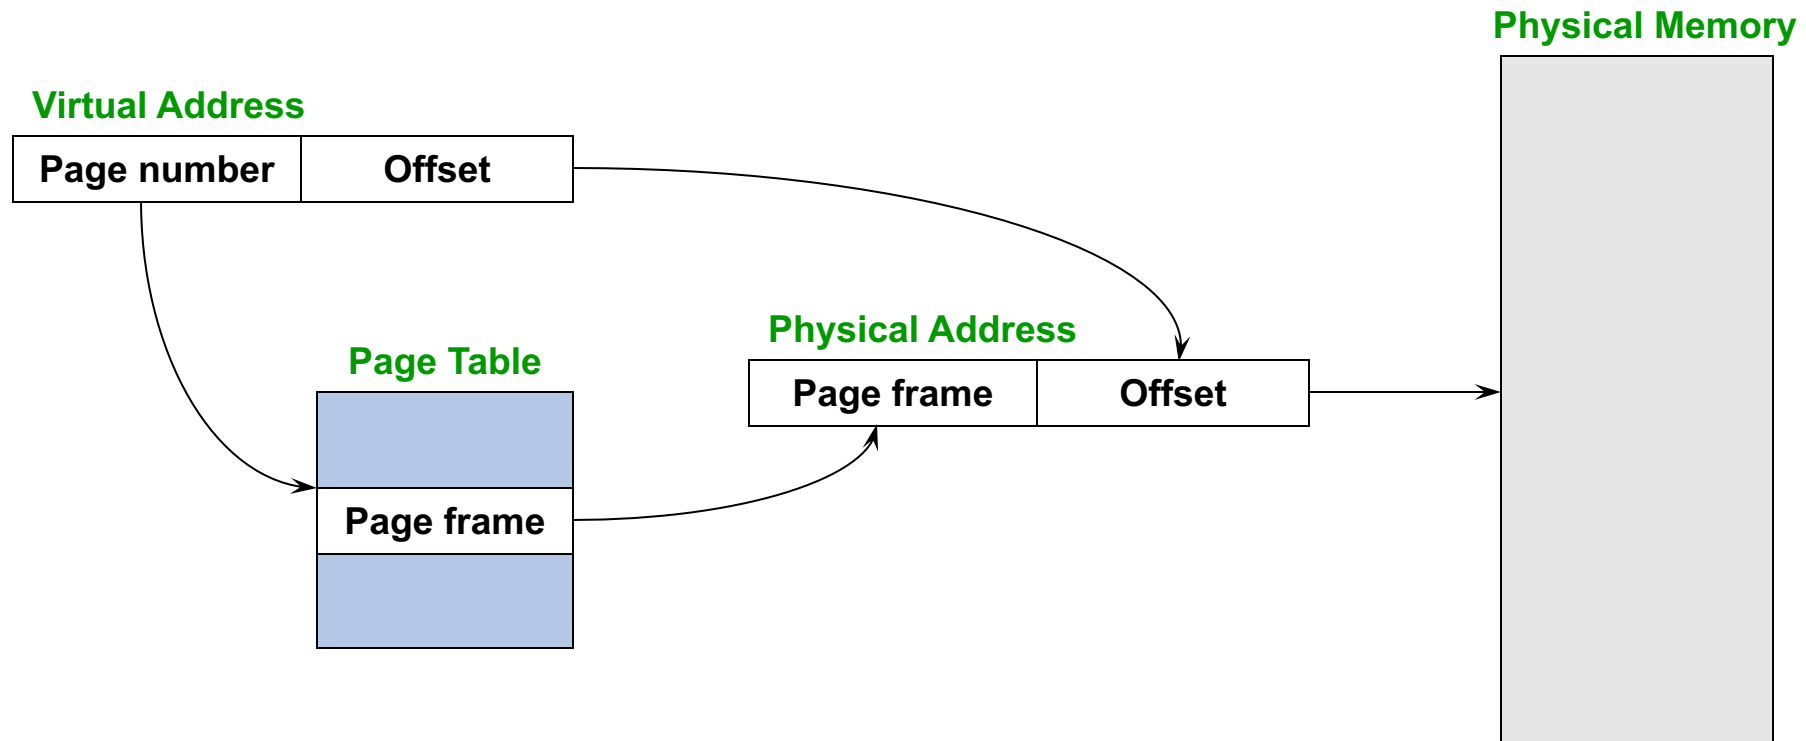 Physical Memory
Virtual Address
Page number Offset
Physical Address
Page Table
Page frame Offset
Page frame